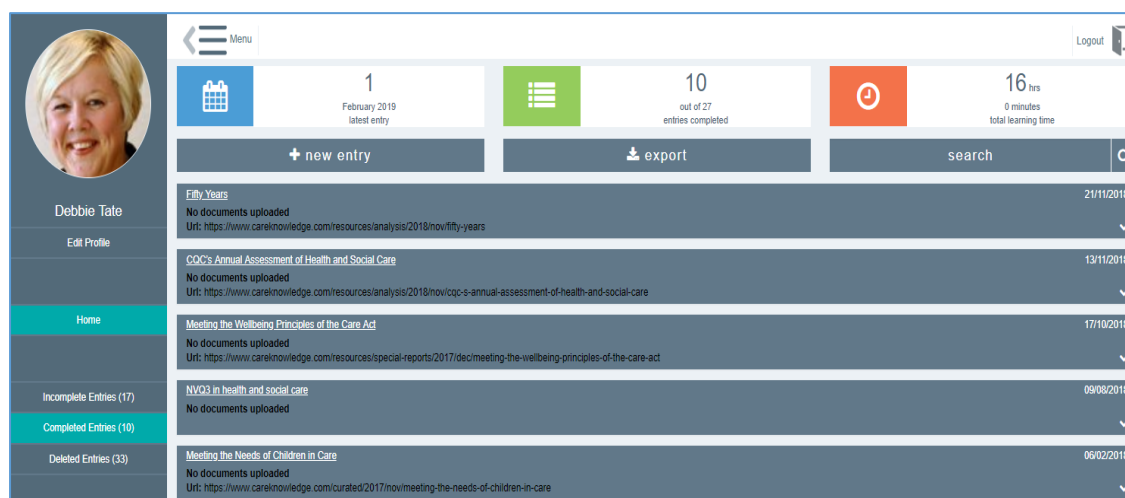 Menu
Logout
1
February 2019
latest entry
10
out of 27
entries completed
16 hrs
0 minutes
total learning time
new entry
export
search
Debbie Tate
Edit Profile
Home
Incomplete Entries (17)
Completed Entries (10)
Deleted Entries (33)
Fifty Years
21/11/2018
No documents uploaded
Url: https://www.careknowledge.com/resources/analysis/2018/nov/fifty-years
CQC's Annual Assessment of Health and Social Care
13/11/2018
No documents uploaded
Url: https://www.careknowledge.com/resources/analysis/2018/nov/cqc-s-annual-assessment-of-health-and-social-care
Meeting the Wellbeing Principles of the Care Act
17/10/2018
No documents uploaded
Url: https://www.careknowledge.com/resources/special-reports/2017/dec/meeting-the-wellbeing-principles-of-the-care-act
NVQ3 in health and social care
09/08/2018
No documents uploaded
Meeting the Needs of Children in Care
06/02/2018
No documents uploaded
Url: https://www.careknowledge.com/curated/2017/nov/meeting-the-needs-of-children-in-care